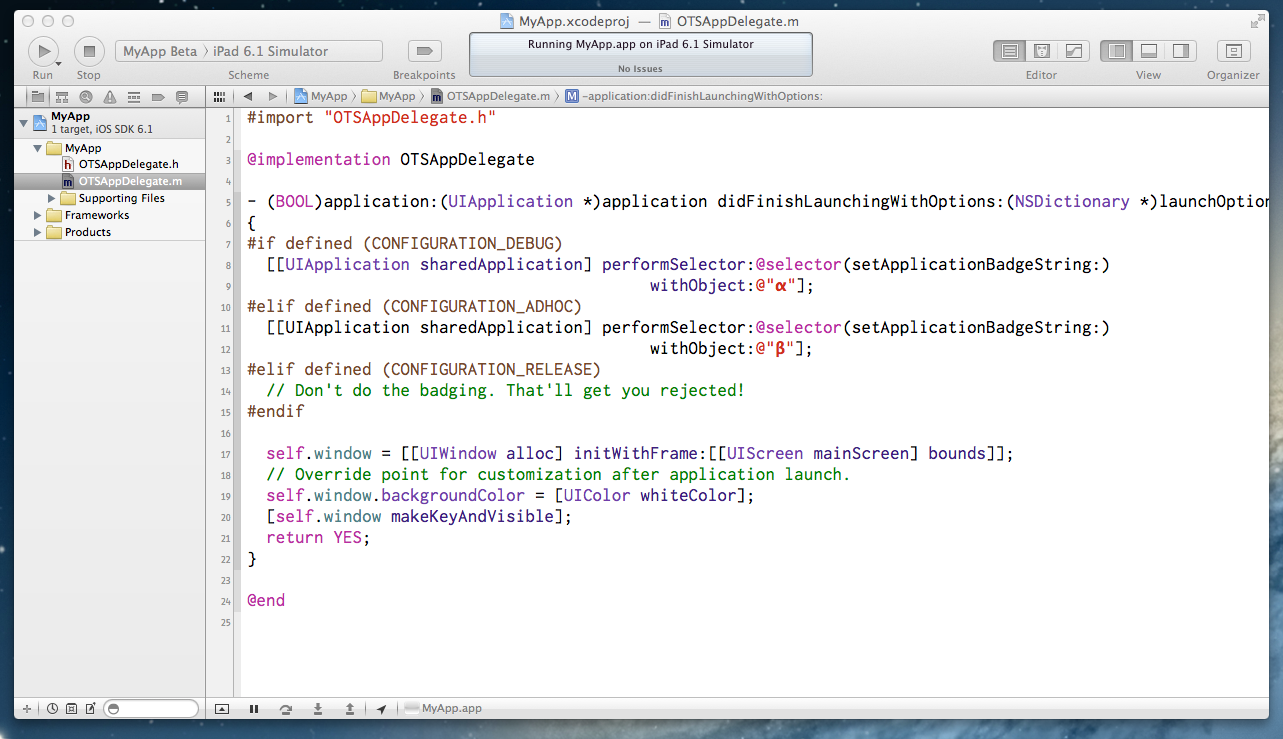 MyApp.xcodeproj — OTSAppDelegate.m
Run Stop
MyApp Beta 〉 iPad 6.1 Simulator
Scheme
Breakpoints
Running MyApp.app on iPad 6.1 Simulator
No Issues
Editor
View
Organizer
MyApp 〉 MyApp 〉 m OTSAppDelegate.m 〉 M -application:didFinishLaunchingWithOptions:
MyApp
1 target, iOS SDK 6.1
MyApp
h OTSAppDelegate.h
m OTSAppDelegate.m
Supporting Files
Frameworks
Products
1 #import "OTSAppDelegate.h"
2
3 @implementation OTSAppDelegate
4
5 - (BOOL)application:(UIApplication *)application didFinishLaunchingWithOptions:(NSDictionary *)launchOption
6 {
7 #if defined (CONFIGURATION_DEBUG)
8 [[UIApplication sharedApplication] performSelector:@selector(setApplicationBadgeString:)
9 withObject:@"α"];
10 #elif defined (CONFIGURATION_ADHOC)
11 [[UIApplication sharedApplication] performSelector:@selector(setApplicationBadgeString:)
12 withObject:@"β"];
13 #elif defined (CONFIGURATION_RELEASE)
14 // Don't do the badging. That'll get you rejected!
15 #endif
16
17 self.window = [[UIWindow alloc] initWithFrame:[[UIScreen mainScreen] bounds]];
18 // Override point for customization after application launch.
19 self.window.backgroundColor = [UIColor whiteColor];
20 [self.window makeKeyAndVisible];
21 return YES;
22 }
23
24 @end
25
MyApp.app